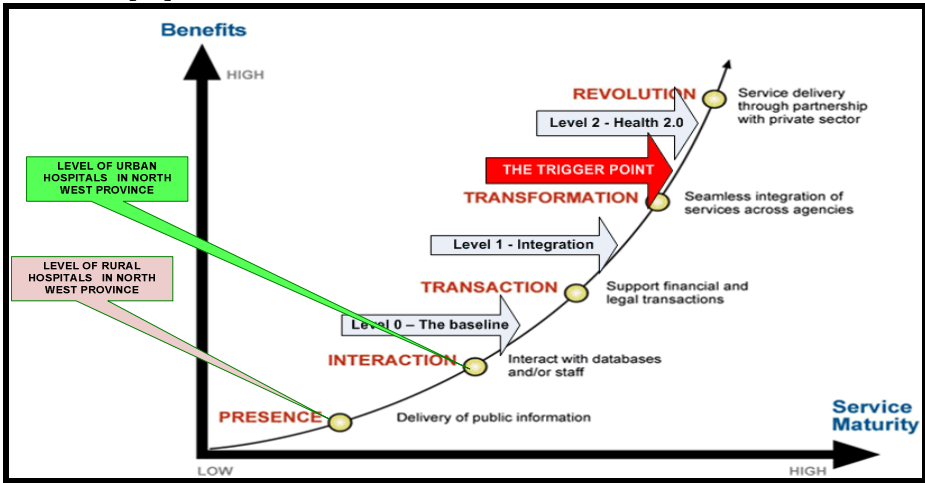 Benefits
HIGH
REVOLUTION
Service delivery
through partnership
with private sector
Level 2 - Health 2.0
THE TRIGGER POINT
LEVEL OF URBAN
HOSPITALS IN NORTH
WEST PROVINCE
TRANSFORMATION
Seamless integration of
services across agencies
Level 1 - Integration
LEVEL OF RURAL
HOSPITALS IN NORTH
WEST PROVINCE
TRANSACTION
Support financial and
legal transactions
Level 0 – The baseline
INTERACTION
Interact with databases
and/or staff
PRESENCE
Delivery of public information
Service
Maturity
LOW
HIGH